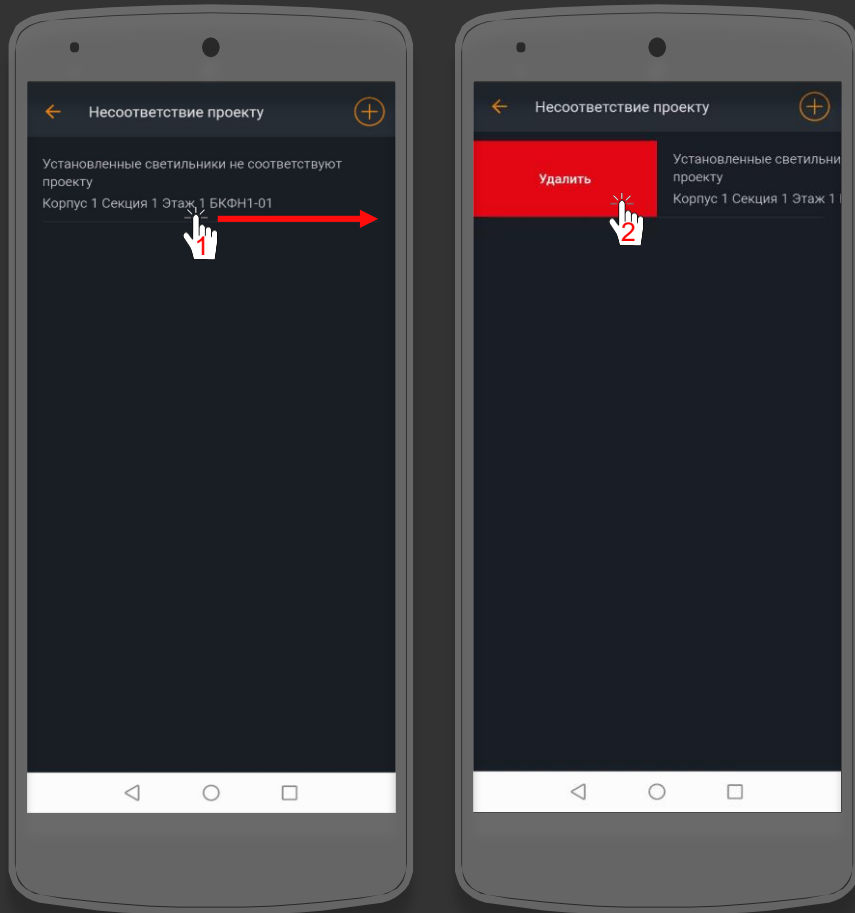 Несоответствие проекту
Установленные светильники не соответствуют
проекту
Корпус 1 Секция 1 Этаж 1 БКФН1-01
1
Несоответствие проекту
Удалить
Установленные светильни
проекту
Корпус 1 Секция 1 Этаж 1
2